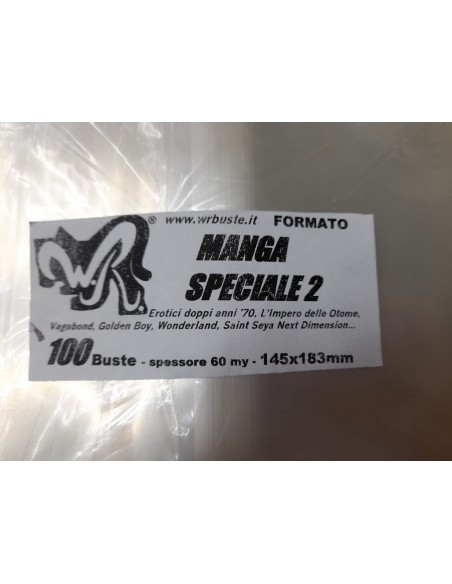 W.R.®
www.wrbuste.it FORMATO
MANGA
SPECIALE 2
Erotici doppi anni '70, L'Impero delle Otome,
Vagabond, Golden Boy, Wonderland, Saint Seya Next Dimension...
100 Buste - spessore 60 my - 145x183mm